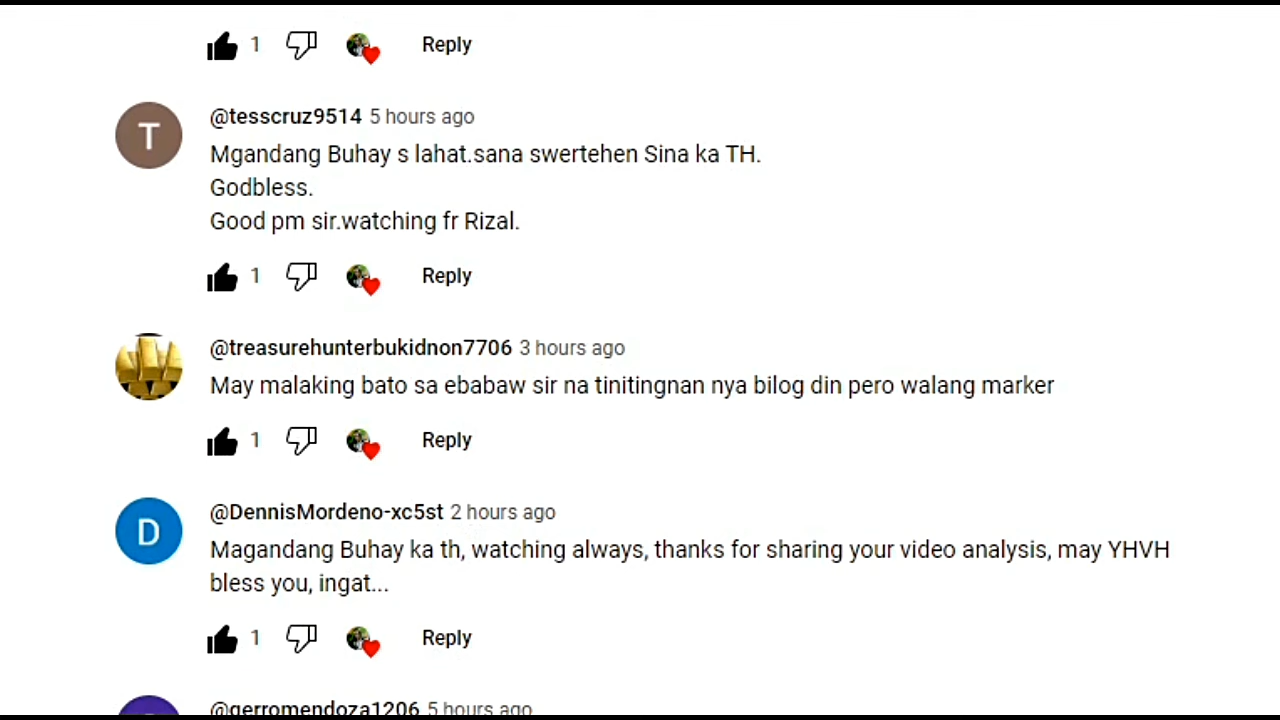 1 Reply
T
@tesscruz9514 5 hours ago
Mgandang Buhay s lahat.sana swertehen Sina ka TH.
Godbless.
Good pm sir.watching fr Rizal.
1 Reply
@treasurehunterbukidnon7706 3 hours ago
May malaking bato sa ebabaw sir na tinitingnan nya bilog din pero walang marker
1 Reply
D
@DennisMordeno-xc5st 2 hours ago
Magandang Buhay ka th, watching always, thanks for sharing your video analysis, may YHVH
bless you, ingat...
1 Reply
@gerromendoza1206 5 hours ago